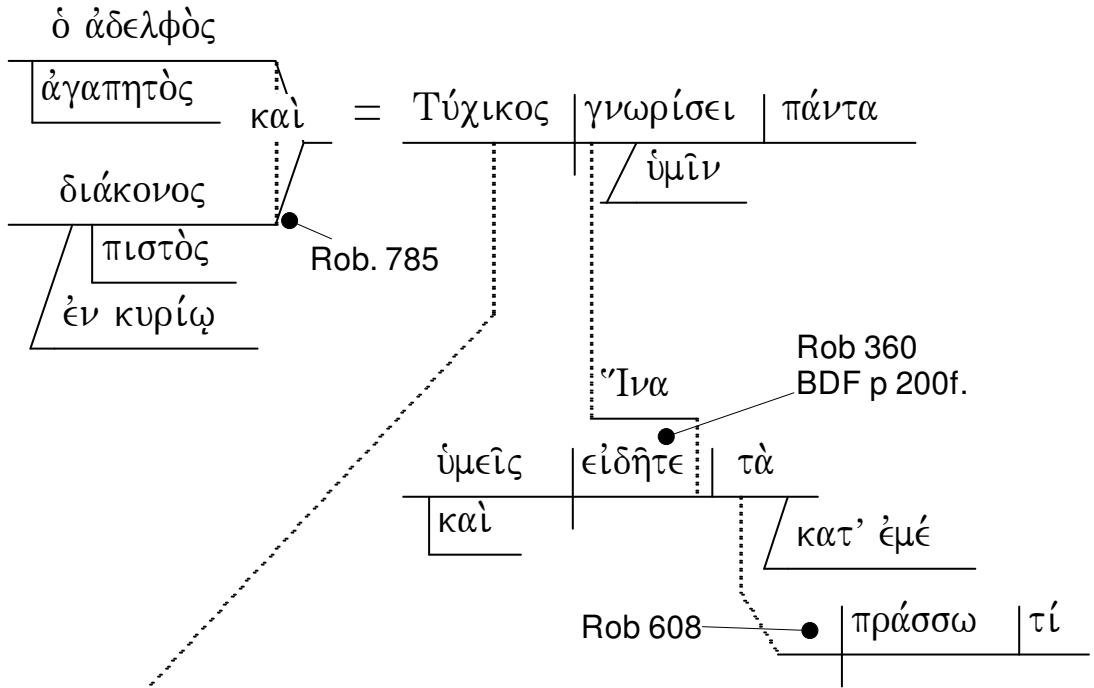 ὁ ἀδελφὸς
ἀγαπητὸς
καὶ
=
Τύχικος
γνωρίσει
πάντα
ὑμῖν
διάκονος
πιστὸς
Rob. 785
ἐν κυρίῳ
Rob 360
BDF p 200f.
Ἵνα
ὑμεῖς
εἰδῆτε
τὰ
καὶ
κατ’ ἐμέ
Rob 608
πράσσω
τί